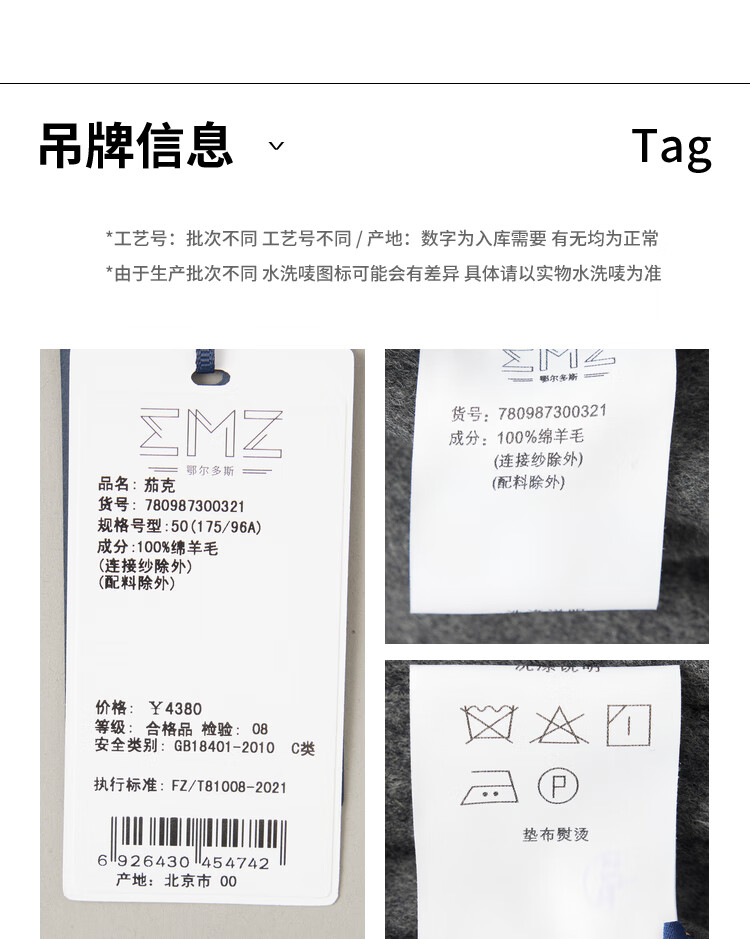 吊牌信息
Tag
*工艺号：批次不同 工艺号不同 / 产地：数字为入库需要 有无均为正常
*由于生产批次不同 水洗唛图标可能会有差异 具体请以实物水洗唛为准
EMZ
鄂尔多斯
品名: 茄克
货号: 780987300321
规格号型:50(175/96A)
成分:100%绵羊毛
(连接纱除外)
(配料除外)
价格: ￥4380
等级: 合格品 检验: 08
安全类别: GB18401-2010 C类
执行标准: FZ/T81008-2021
6 926430 454742
产地: 北京市 00
EMZ
鄂尔多斯
货号: 780987300321
成分: 100%绵羊毛
(连接纱除外)
(配料除外)
洗涤说明
P
垫布熨烫